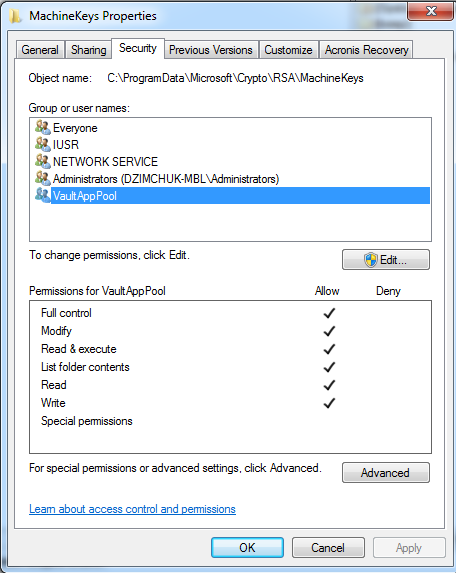 MachineKeys Properties
General
Sharing
Security
Previous Versions
Customize
Acronis Recovery
Object name: C:\ProgramData\Microsoft\Crypto\RSA\MachineKeys
Group or user names:
Everyone
IUSR
NETWORK SERVICE
Administrators (DZIMCHUK-MBL\Administrators)
VaultAppPool
To change permissions, click Edit.
Edit...
Permissions for VaultAppPool Allow Deny
Full control
Modify
Read & execute
List folder contents
Read
Write
Special permissions
For special permissions or advanced settings, click Advanced.
Advanced
Learn about access control and permissions
OK
Cancel
Apply